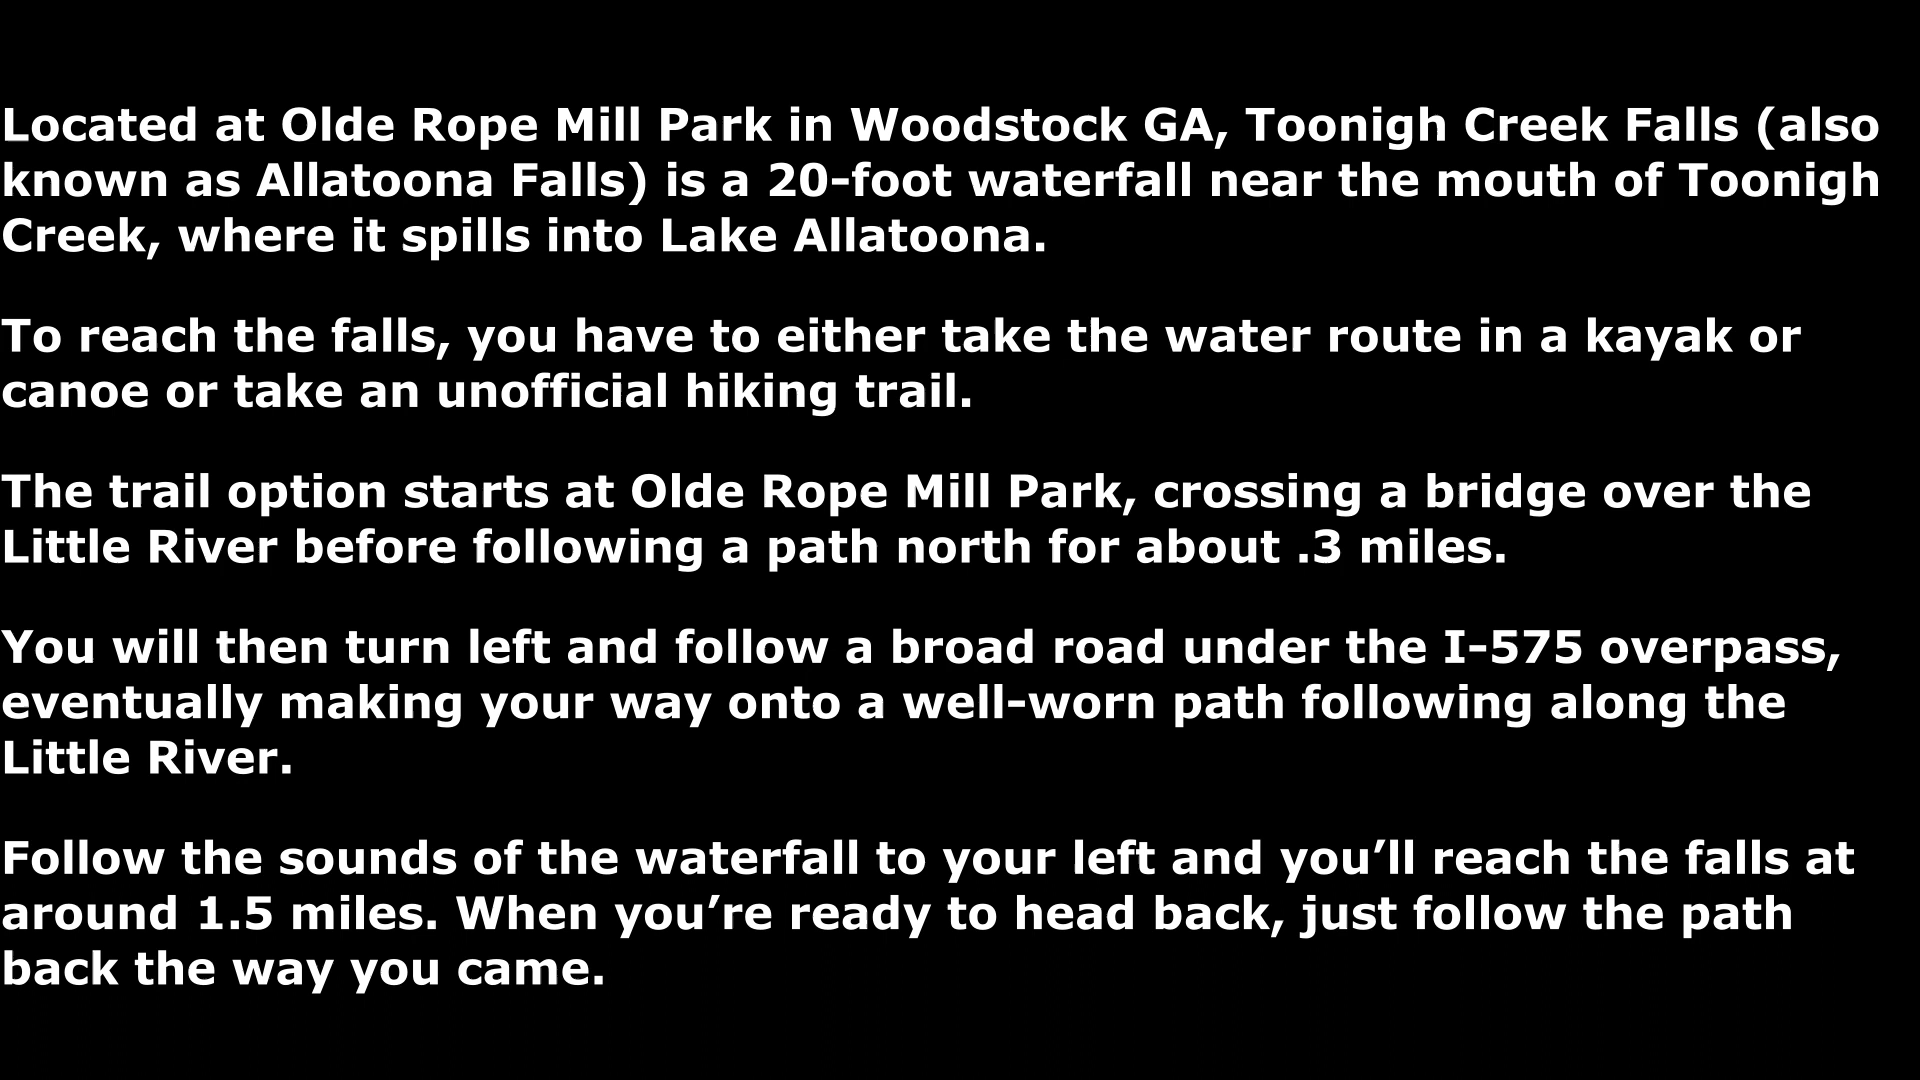 Located at Olde Rope Mill Park in Woodstock GA, Toonigh Creek Falls (also
known as Allatoona Falls) is a 20-foot waterfall near the mouth of Toonigh
Creek, where it spills into Lake Allatoona.
To reach the falls, you have to either take the water route in a kayak or
canoe or take an unofficial hiking trail.
The trail option starts at Olde Rope Mill Park, crossing a bridge over the
Little River before following a path north for about .3 miles.
You will then turn left and follow a broad road under the I-575 overpass,
eventually making your way onto a well-worn path following along the
Little River.
Follow the sounds of the waterfall to your left and you’ll reach the falls at
around 1.5 miles. When you’re ready to head back, just follow the path
back the way you came.